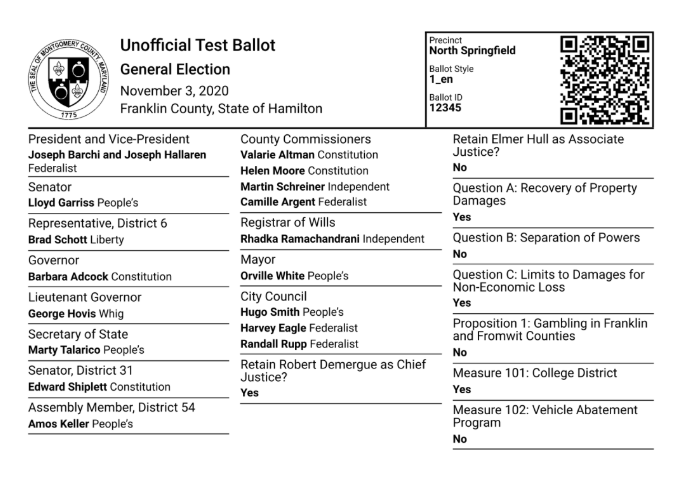 THE SEAL OF MONTGOMERY COUNTY, MARYLAND
1775
Unofficial Test Ballot
General Election
November 3, 2020
Franklin County, State of Hamilton
Precinct
North Springfield
Ballot Style
1_en
Ballot ID
12345
President and Vice-President
Joseph Barchi and Joseph Hallaren
Federalist
Senator
Lloyd Garriss People's
Representative, District 6
Brad Schott Liberty
Governor
Barbara Adcock Constitution
Lieutenant Governor
George Hovis Whig
Secretary of State
Marty Talarico People's
Senator, District 31
Edward Shiplett Constitution
Assembly Member, District 54
Amos Keller People's
County Commissioners
Valarie Altman Constitution
Helen Moore Constitution
Martin Schreiner Independent
Camille Argent Federalist
Registrar of Wills
Rhadka Ramachandrani Independent
Mayor
Orville White People's
City Council
Hugo Smith People's
Harvey Eagle Federalist
Randall Rupp Federalist
Retain Robert Demergue as Chief
Justice?
Yes
Retain Elmer Hull as Associate
Justice?
No
Question A: Recovery of Property
Damages
Yes
Question B: Separation of Powers
No
Question C: Limits to Damages for
Non-Economic Loss
Yes
Proposition 1: Gambling in Franklin
and Fromwit Counties
No
Measure 101: College District
Yes
Measure 102: Vehicle Abatement
Program
No